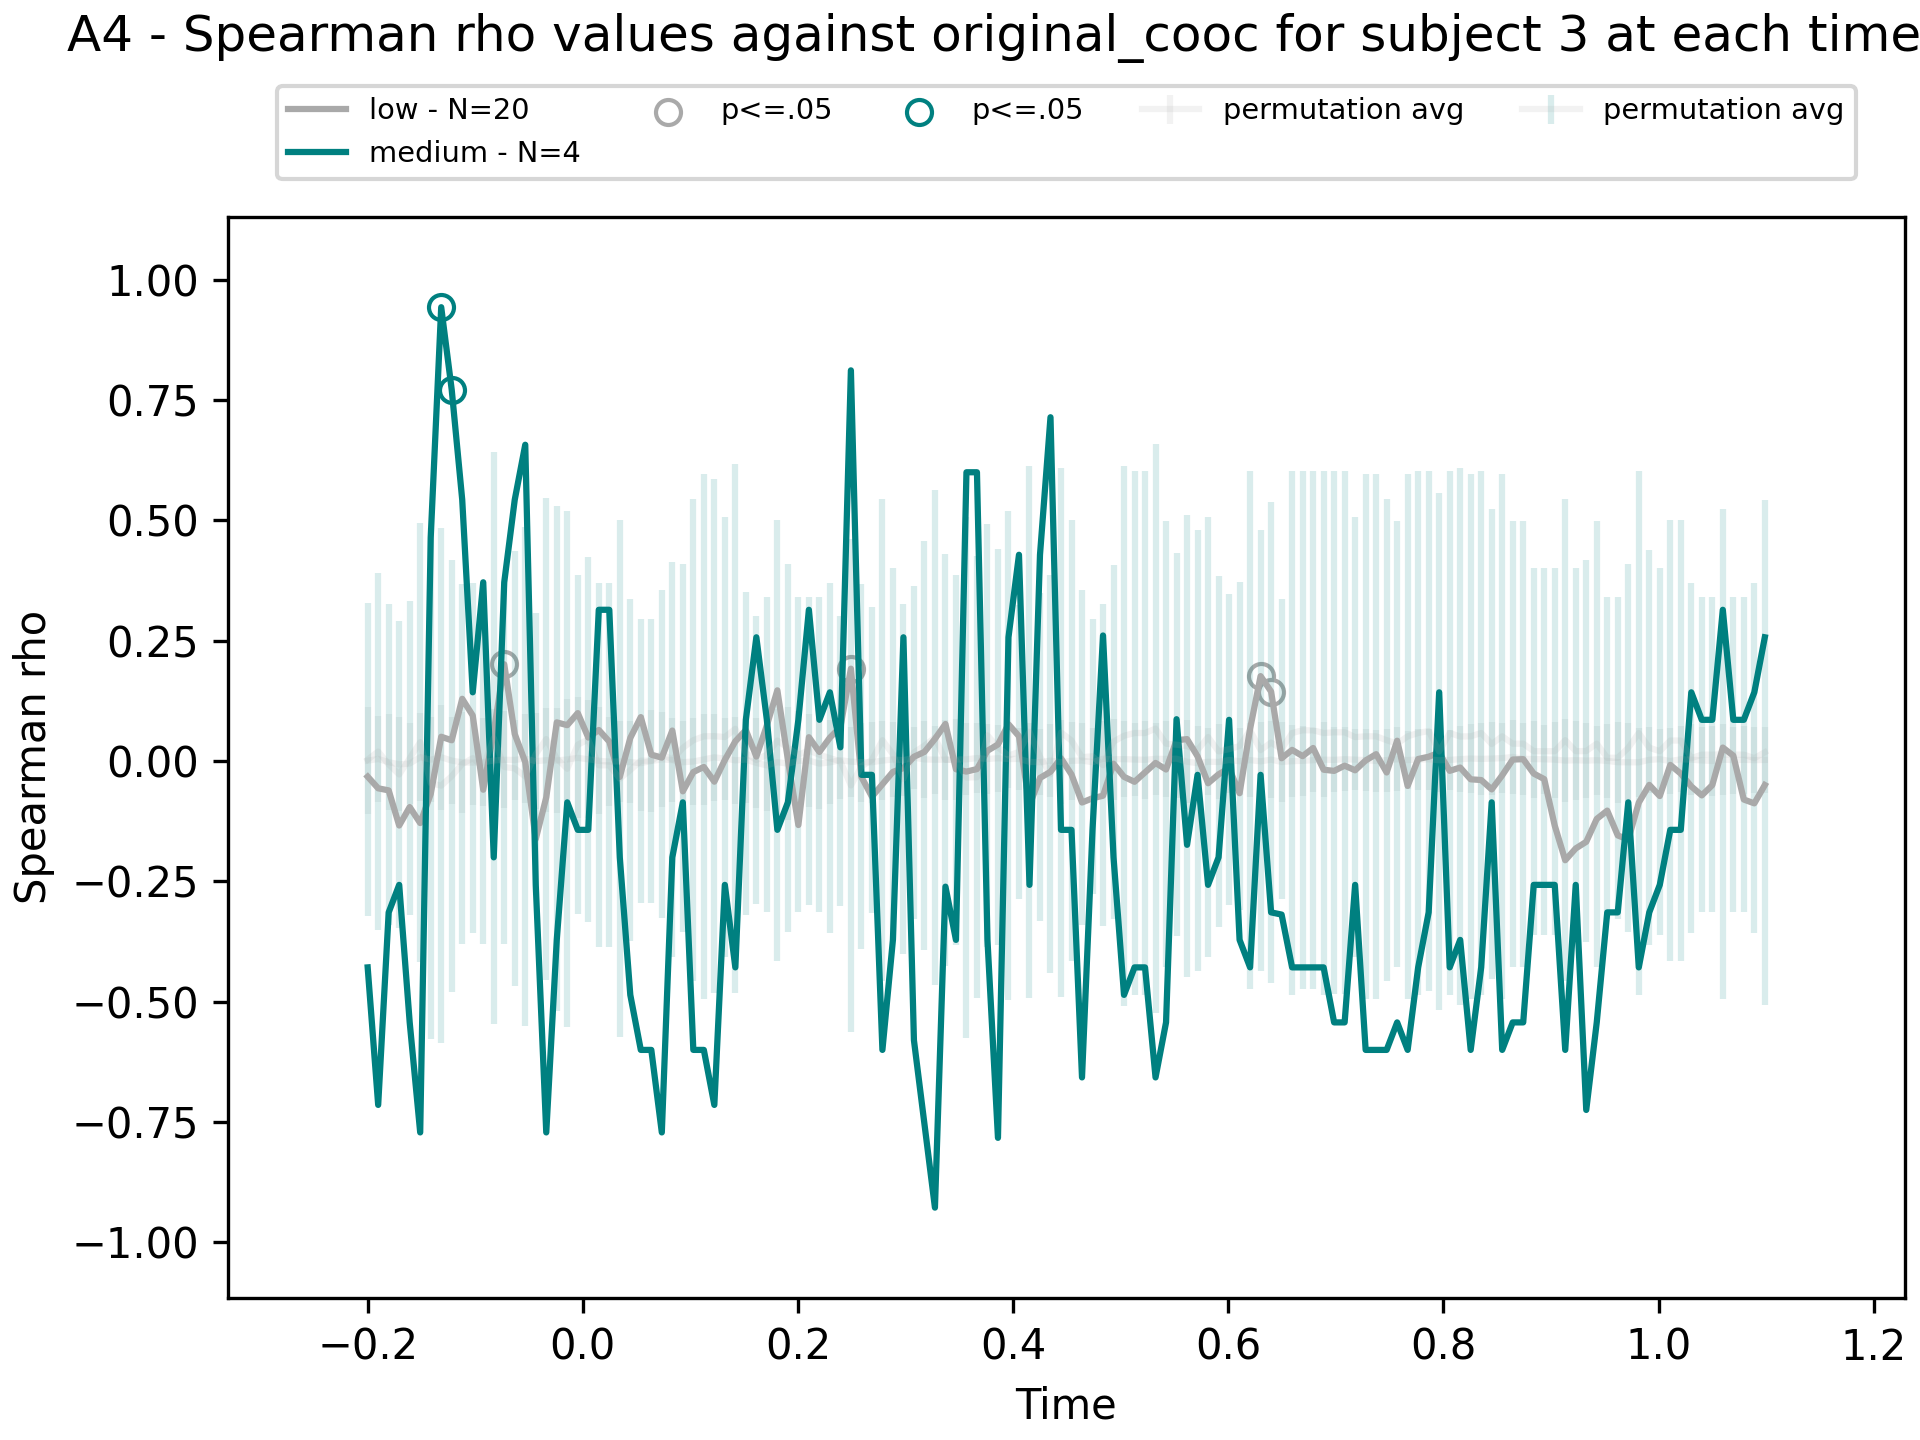 A4 - Spearman rho values against original_cooc for subject 3 at each time
low - N=20
medium - N=4
p<=.05
p<=.05
permutation avg
permutation avg
Spearman rho
1.00
0.75
0.50
0.25
0.00
−0.25
−0.50
−0.75
−1.00
−0.2
0.0
0.2
0.4
0.6
0.8
1.0
1.2
Time